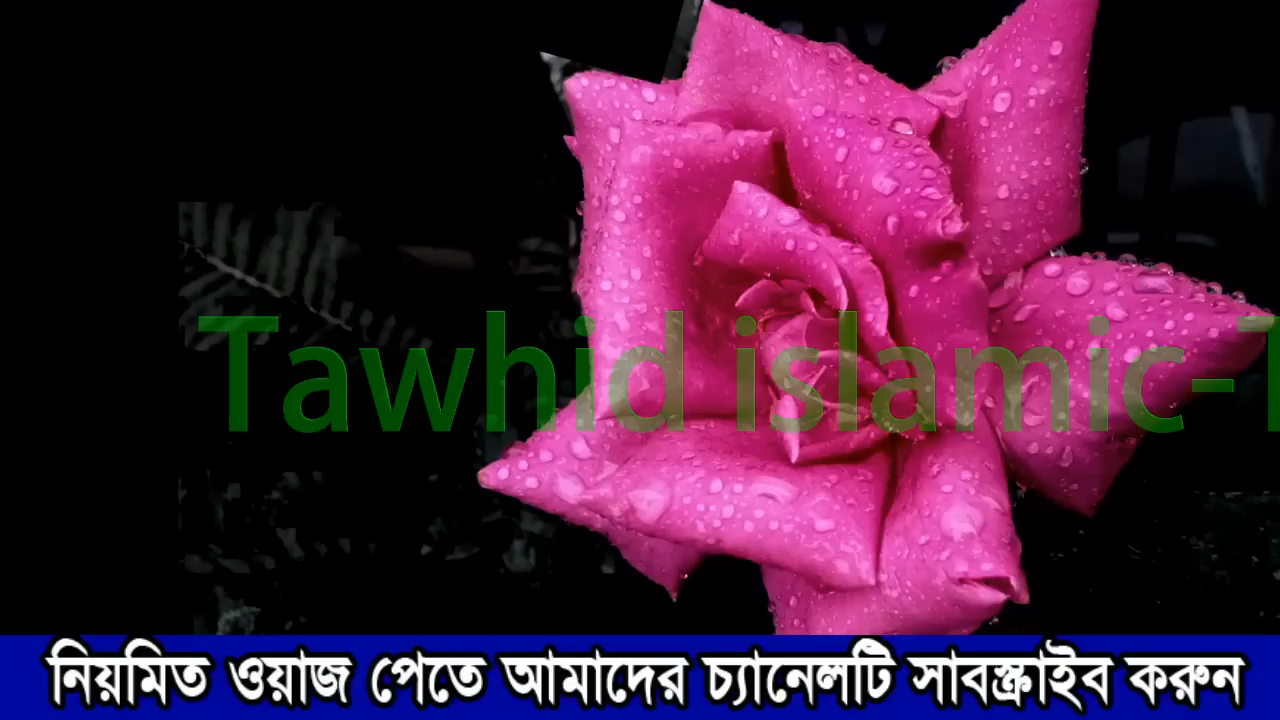 Tawhid islamic-T
নিয়মিত ওয়াজ পেতে আমাদের চ্যানেলটি সাবস্ক্রাইব করুন